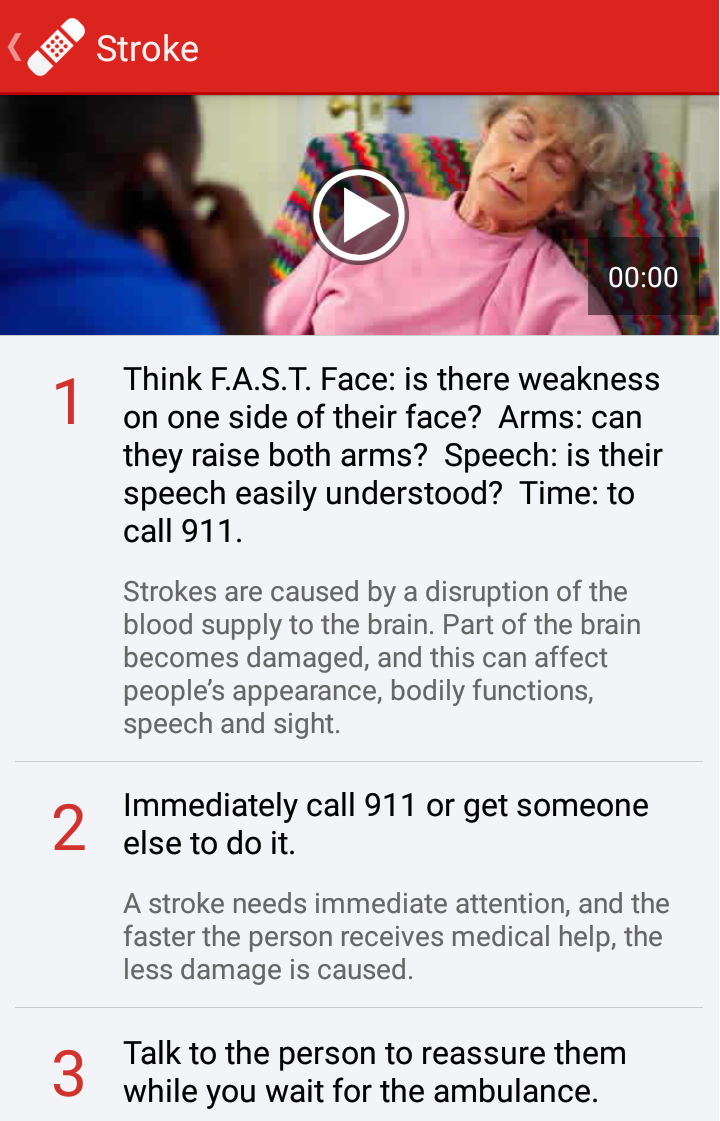 Stroke
00:00
1
Think F.A.S.T. Face: is there weakness
on one side of their face?  Arms: can
they raise both arms?  Speech: is their
speech easily understood?  Time: to
call 911.
Strokes are caused by a disruption of the
blood supply to the brain. Part of the brain
becomes damaged, and this can affect
people’s appearance, bodily functions,
speech and sight.
2
Immediately call 911 or get someone
else to do it.
A stroke needs immediate attention, and the
faster the person receives medical help, the
less damage is caused.
3
Talk to the person to reassure them
while you wait for the ambulance.